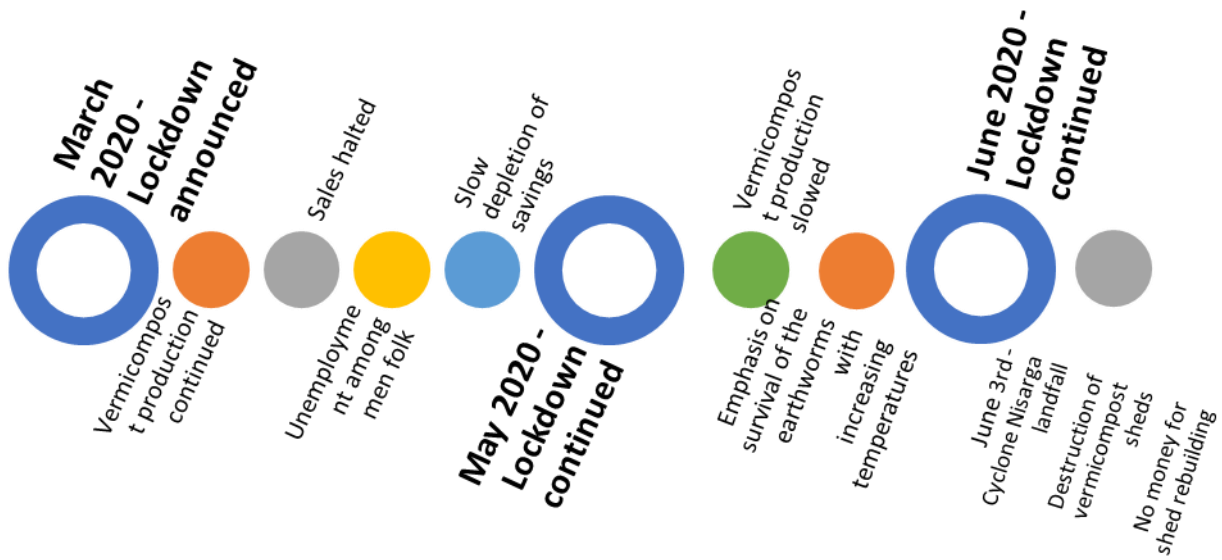 March
2020 -
Lockdown
announced
Vermicompos
t production
continued
Sales halted
Unemployme
nt among
men folk
Slow
depletion of
savings
May 2020 -
Lockdown
continued
Vermicompos
t production
slowed
Emphasis on
survival of the
earthworms
with
increasing
temperatures
June 2020 -
Lockdown
continued
June 3rd -
Cyclone Nisarga
landfall
Destruction of
vermicompost
sheds
No money for
shed rebuilding